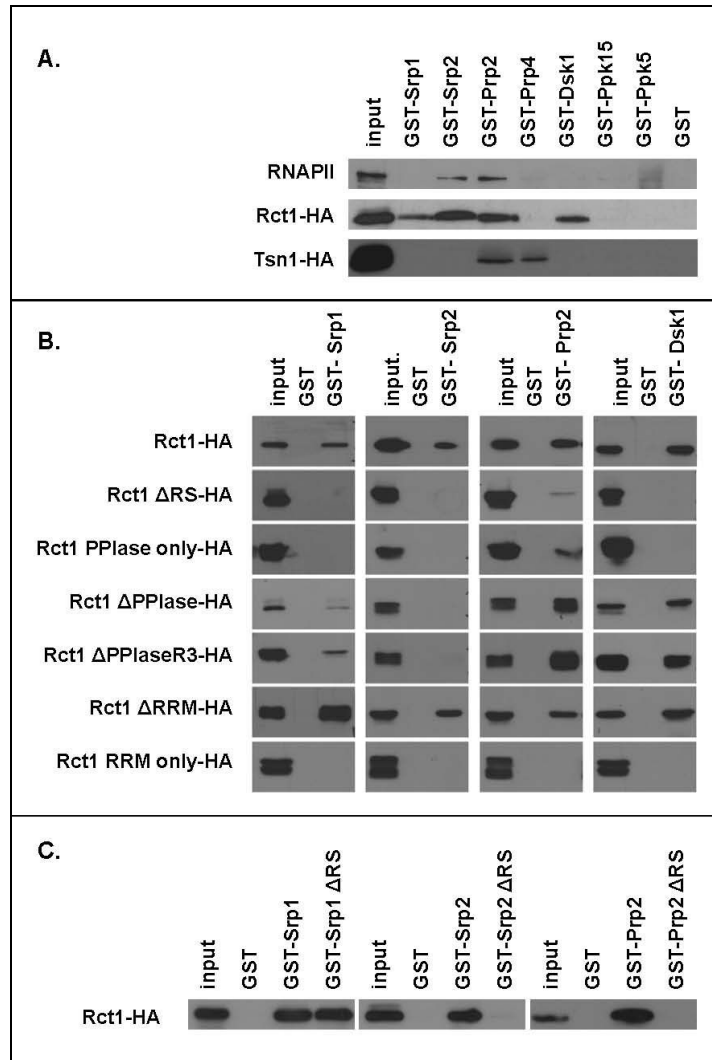 A.
input
GST-Srp1
GST-Srp2
GST-Prp2
GST-Prp4
GST-Dsk1
GST-Ppk15
GST-Ppk5
GST
RNAPII
Rct1-HA
Tsn1-HA
B.
input
GST
GST- Srp1
input.
GST
GST- Srp2
input
GST
GST- Prp2
input
GST
GST- Dsk1
Rct1-HA
Rct1 ΔRS-HA
Rct1 PPIase only-HA
Rct1 ΔPPIase-HA
Rct1 ΔPPIaseR3-HA
Rct1 ΔRRM-HA
Rct1 RRM only-HA
C.
input
GST
GST-Srp1
GST-Srp1 ΔRS
input
GST
GST-Srp2
GST-Srp2 ΔRS
input
GST
GST-Prp2
GST-Prp2 ΔRS
Rct1-HA